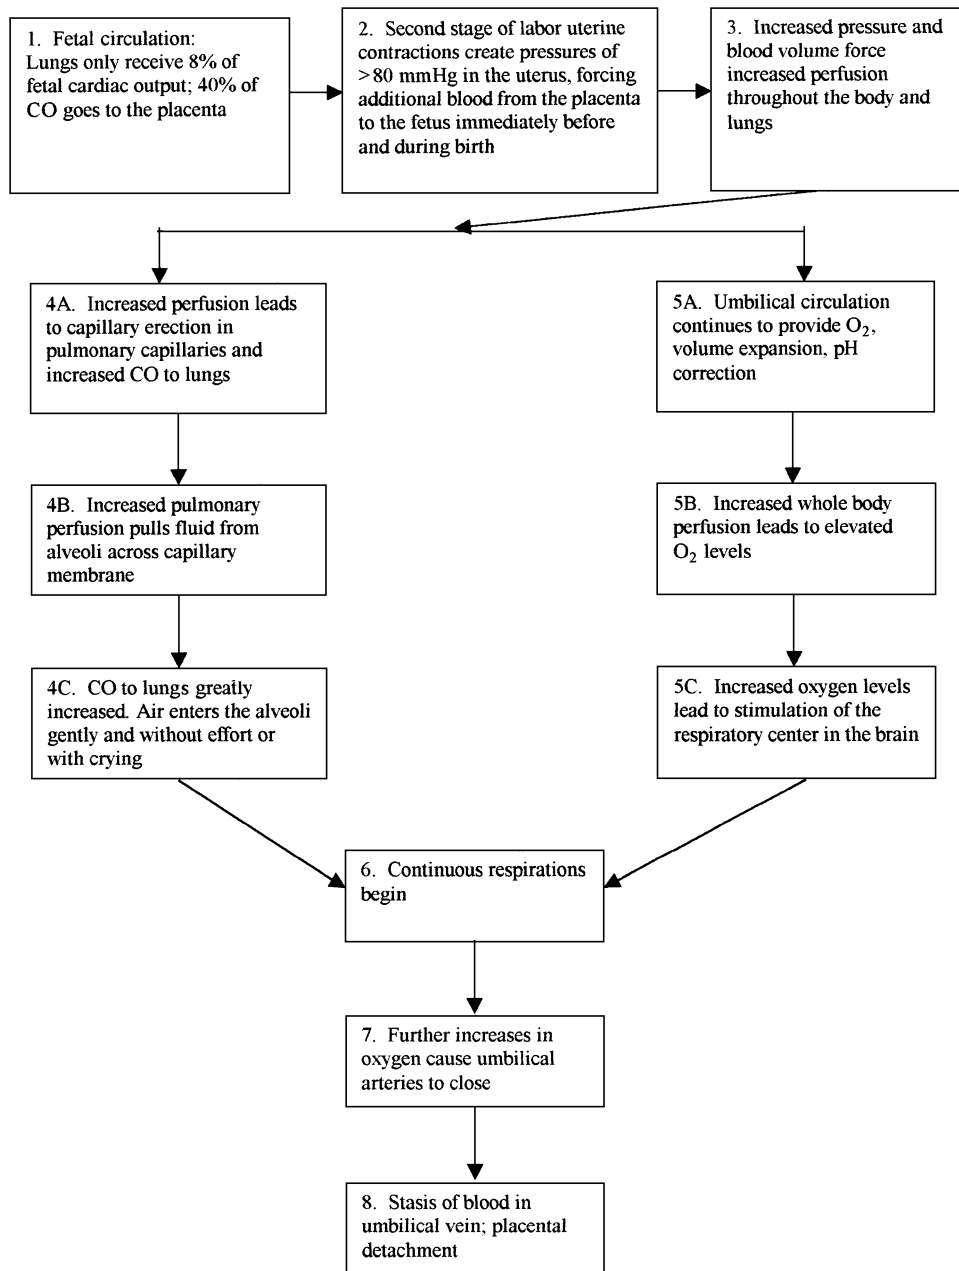 1. Fetal circulation:
Lungs only receive 8% of
fetal cardiac output; 40% of
CO goes to the placenta
2. Second stage of labor uterine
contractions create pressures of
>80 mmHg in the uterus, forcing
additional blood from the placenta
to the fetus immediately before
and during birth
3. Increased pressure and
blood volume force
increased perfusion
throughout the body and
lungs
4A. Increased perfusion leads
to capillary erection in
pulmonary capillaries and
increased CO to lungs
4B. Increased pulmonary
perfusion pulls fluid from
alveoli across capillary
membrane
4C. CO to lungs greatly
increased. Air enters the alveoli
gently and without effort or
with crying
5A. Umbilical circulation
continues to provide O₂,
volume expansion, pH
correction
5B. Increased whole body
perfusion leads to elevated
O₂ levels
5C. Increased oxygen levels
lead to stimulation of the
respiratory center in the brain
6. Continuous respirations
begin
7. Further increases in
oxygen cause umbilical
arteries to close
8. Stasis of blood in
umbilical vein; placental
detachment